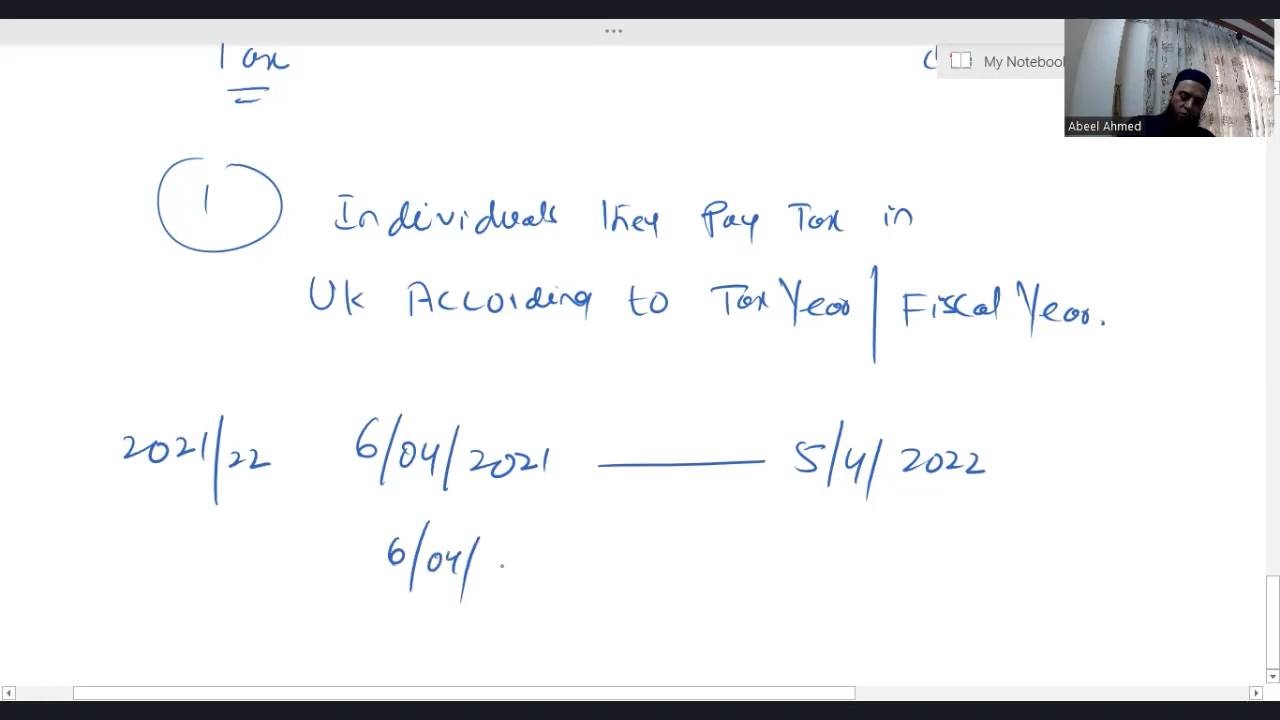 Tax
My Notebook
Abeel Ahmed
1 Individuals they Pay Tax in
UK According to Tax Year | Fiscal Year.
2021/22 6/04/2021 — 5/4/2022
6/04/